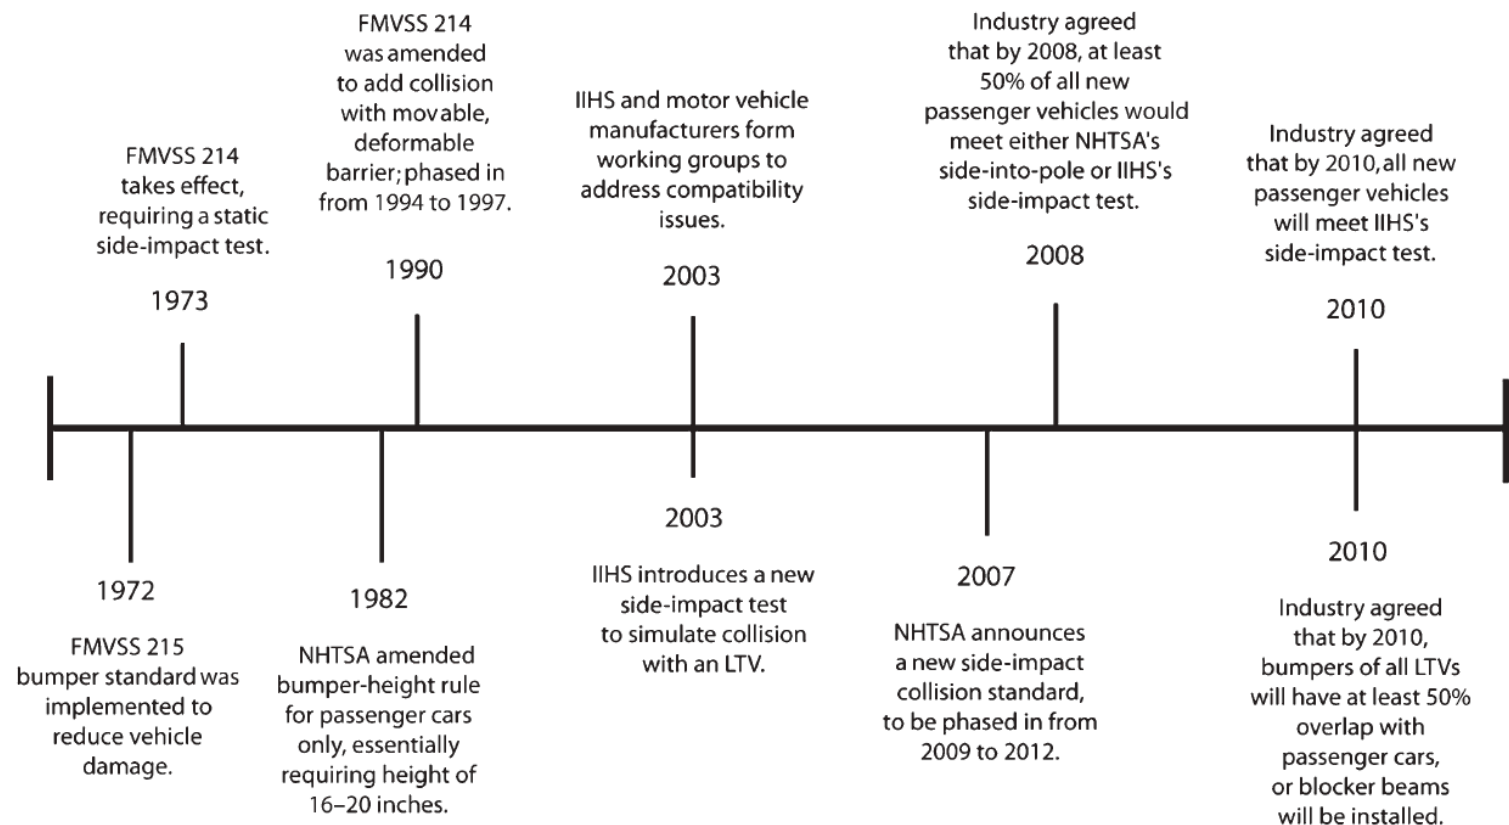 FMVSS 214
takes effect,
requiring a static
side-impact test.
1973
FMVSS 214
was amended
to add collision
with movable,
deformable
barrier; phased in
from 1994 to 1997.
1990
IIHS and motor vehicle
manufacturers form
working groups to
address compatibility
issues.
2003
Industry agreed
that by 2008, at least
50% of all new
passenger vehicles would
meet either NHTSA's
side-into-pole or IIHS's
side-impact test.
2008
Industry agreed
that by 2010, all new
passenger vehicles
will meet IIHS's
side-impact test.
2010
1972
FMVSS 215
bumper standard was
implemented to
reduce vehicle
damage.
1982
NHTSA amended
bumper-height rule
for passenger cars
only, essentially
requiring height of
16–20 inches.
2003
IIHS introduces a new
side-impact test
to simulate collision
with an LTV.
2007
NHTSA announces
a new side-impact
collision standard,
to be phased in from
2009 to 2012.
2010
Industry agreed
that by 2010,
bumpers of all LTVs
will have at least 50%
overlap with
passenger cars,
or blocker beams
will be installed.